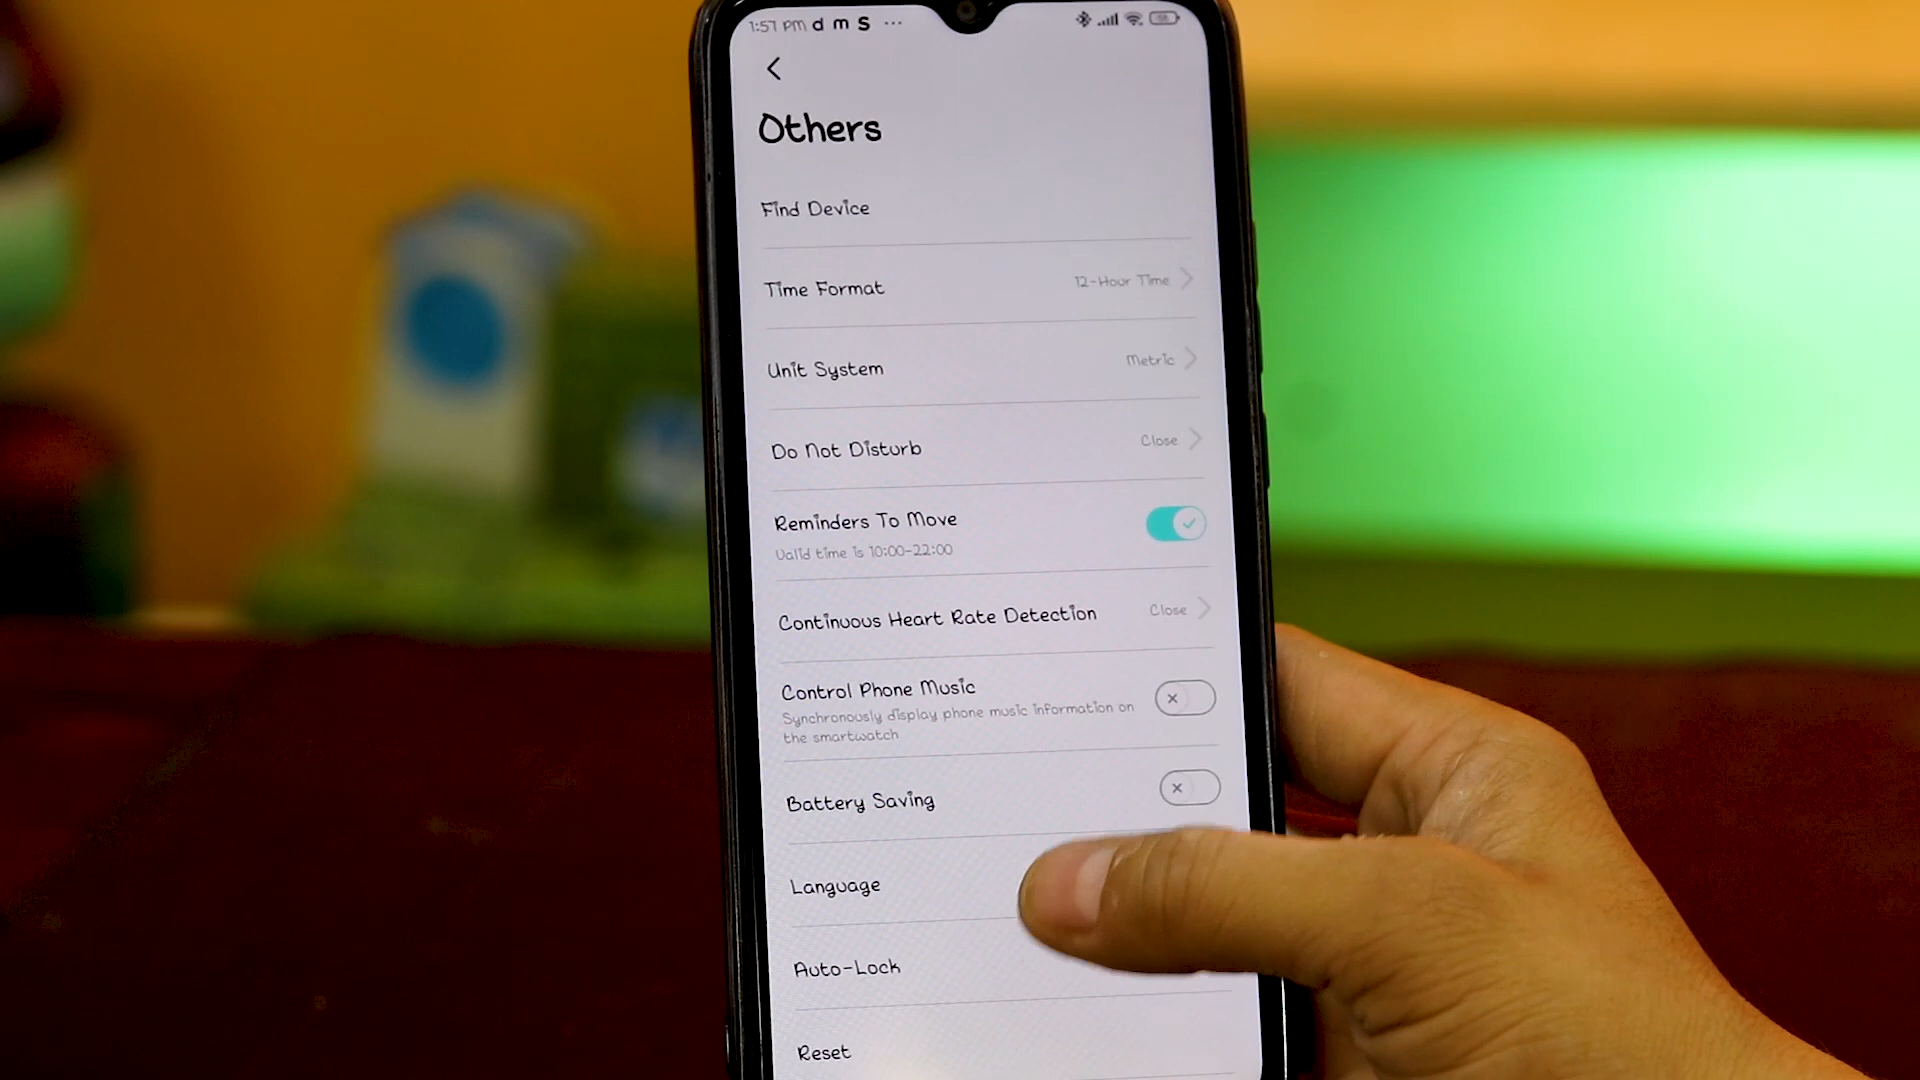 1:57 PM d m S ...
Others
Find Device
Time Format 12-Hour Time
Unit System Metric
Do Not Disturb Close
Reminders To Move
Valid time is 10:00-22:00
Continuous Heart Rate Detection Close
Control Phone Music
Synchronously display phone music information on
the smartwatch
Battery Saving
Language
Auto-Lock
Reset